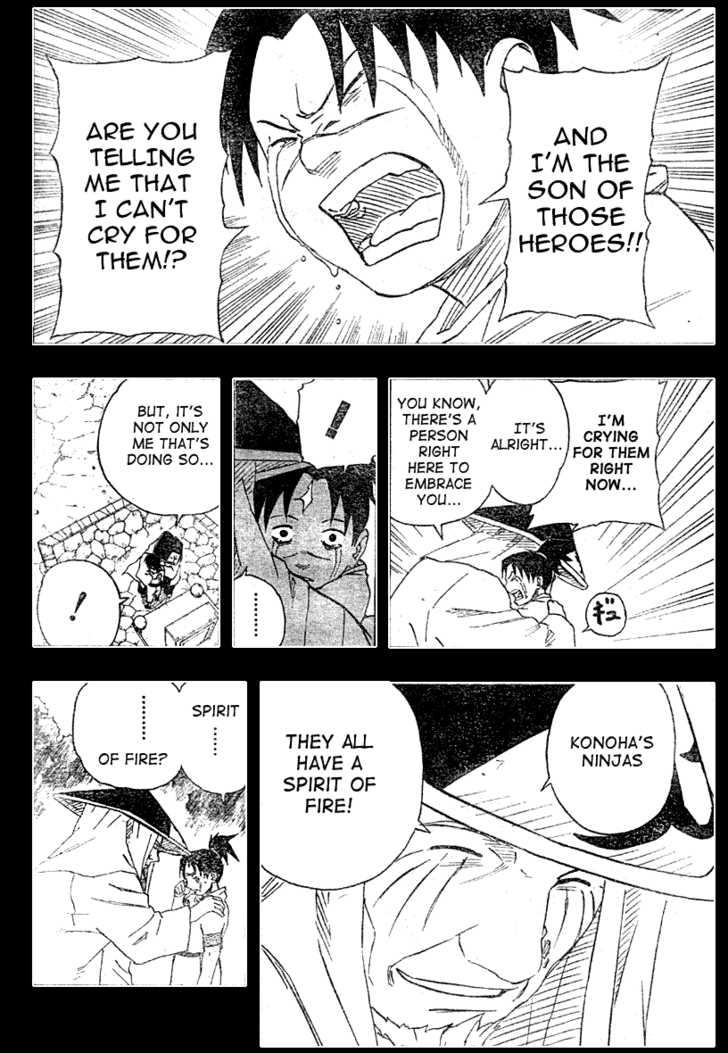 AND
I'M THE
SON OF
THOSE
HEROES!!
ARE YOU
TELLING
ME THAT
I CAN'T
CRY FOR
THEM!?
I'M
CRYING
FOR THEM
RIGHT
NOW...
IT'S
ALRIGHT...
YOU KNOW,
THERE'S A
PERSON
RIGHT
HERE TO
EMBRACE
YOU...
ギュ
!
..........
BUT, IT'S
NOT ONLY
ME THAT'S
DOING SO...
!
KONOHA'S
NINJAS
THEY ALL
HAVE A
SPIRIT OF
FIRE!
SPIRIT
......
..........
OF FIRE?